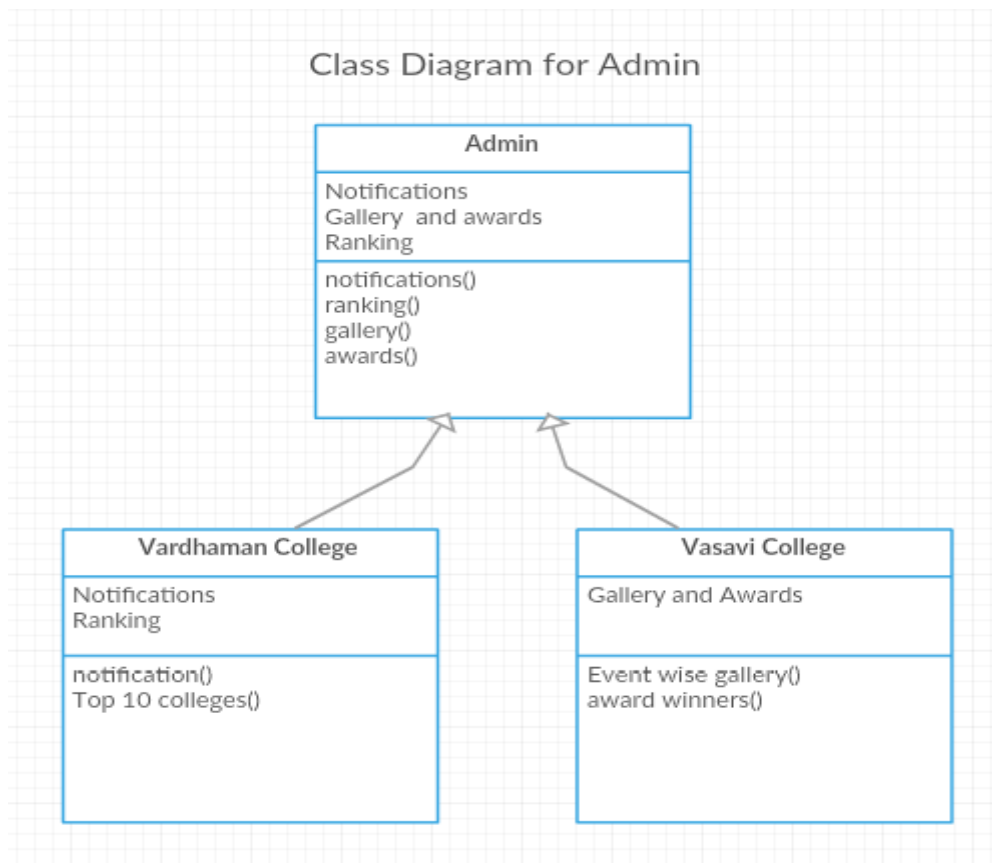 Class Diagram for Admin
Admin
Notifications
Gallery and awards
Ranking
notifications()
ranking()
gallery()
awards()
Vardhaman College
Notifications
Ranking
notification()
Top 10 colleges()
Vasavi College
Gallery and Awards
Event wise gallery()
award winners()